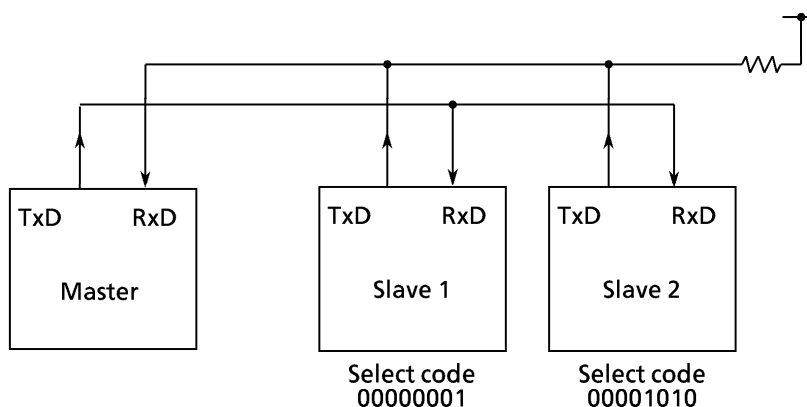 TxD RxD
Master
TxD RxD
Slave 1
Select code
00000001
TxD RxD
Slave 2
Select code
00001010